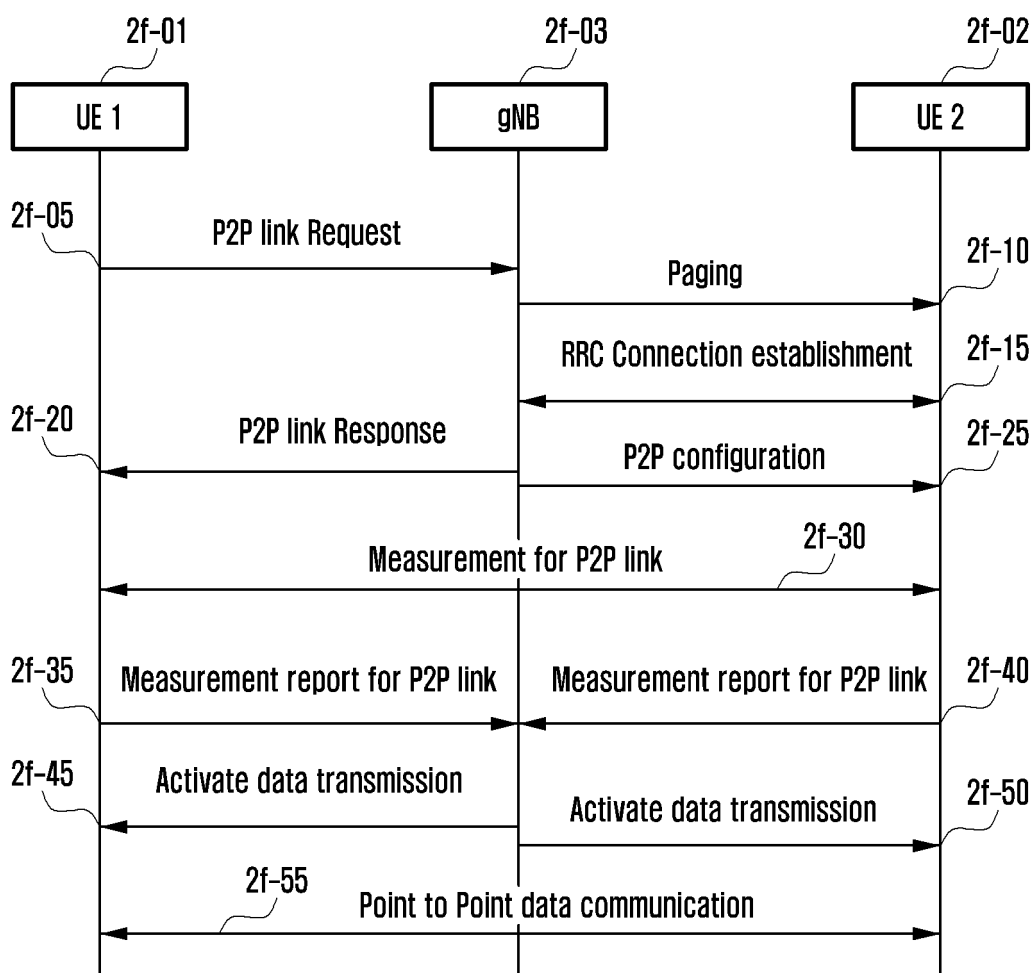 2f-01
2f-03
2f-02
UE 1
gNB
UE 2
2f-05
P2P link Request
2f-10
Paging
2f-15
RRC Connection establishment
2f-20
P2P link Response
2f-25
P2P configuration
2f-30
Measurement for P2P link
2f-35
Measurement report for P2P link
Measurement report for P2P link
2f-40
2f-45
Activate data transmission
2f-50
Activate data transmission
2f-55
Point to Point data communication